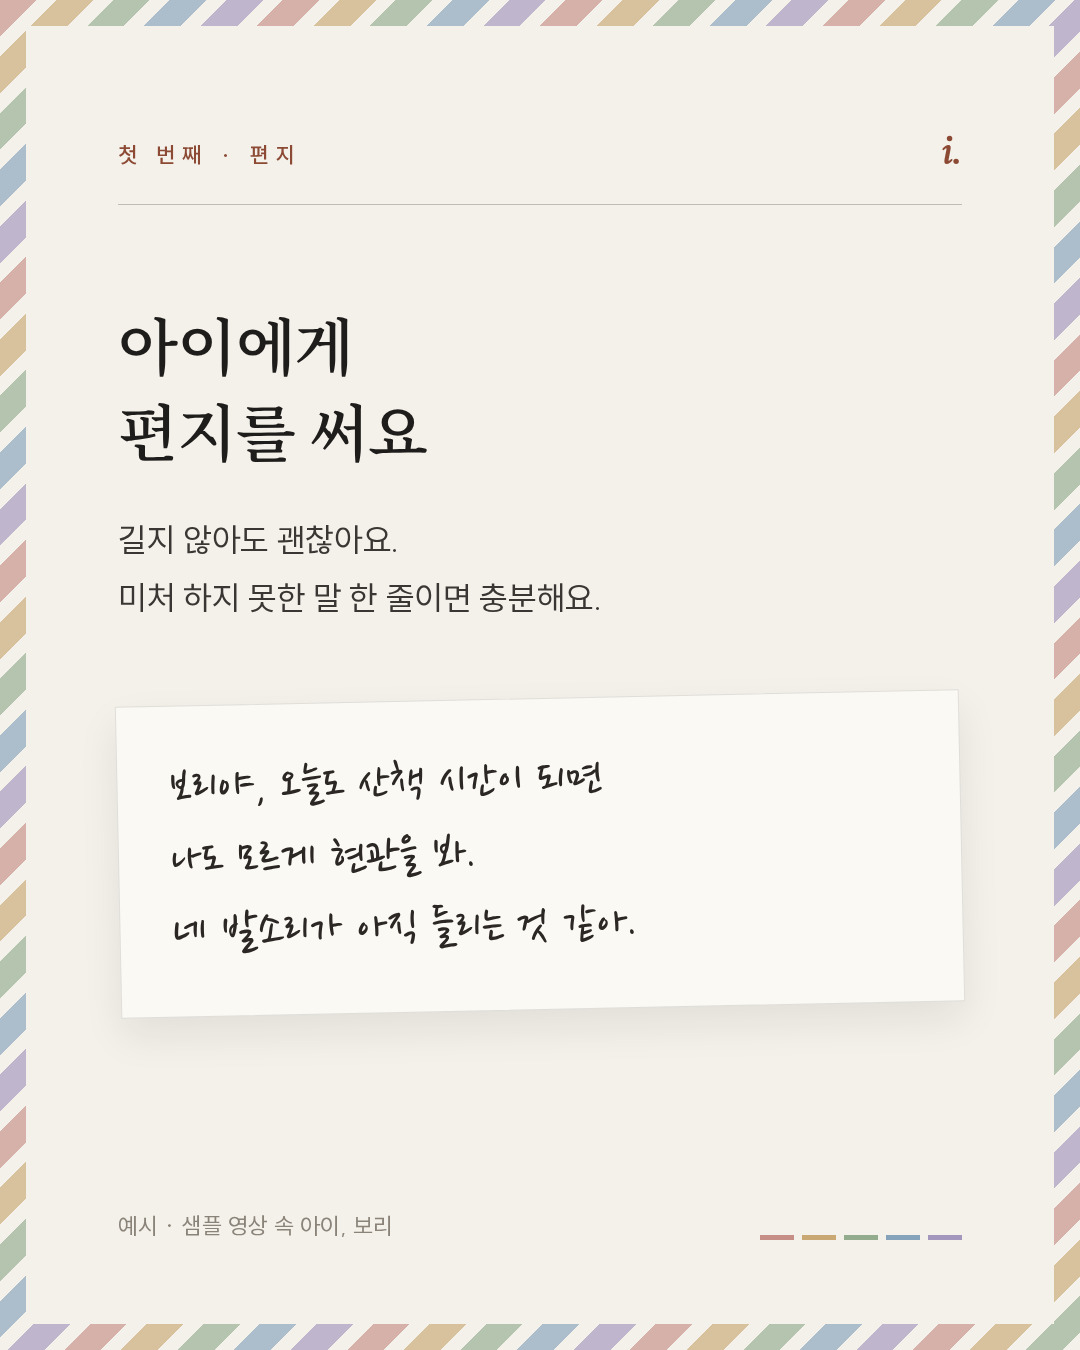 첫 번째 · 편지
i.
아이에게
편지를 써요
길지 않아도 괜찮아요.
미처 하지 못한 말 한 줄이면 충분해요.
보리야, 오늘도 산책 시간이 되면
나도 모르게 현관을 봐.
네 발소리가 아직 들리는 것 같아.
예시 · 샘플 영상 속 아이, 보리